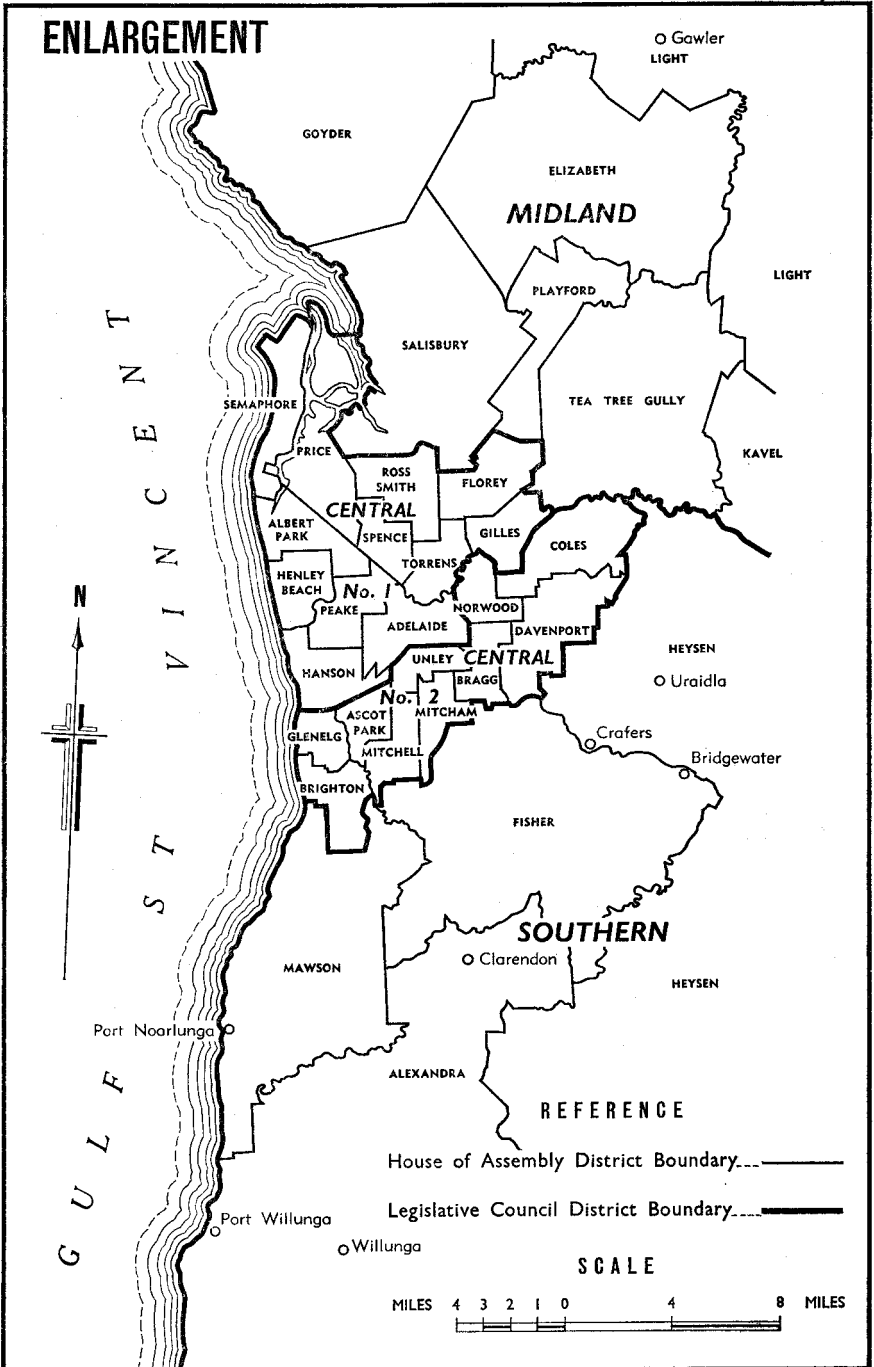 ENLARGEMENT
Gawler
LIGHT
GOYDER
ELIZABETH
MIDLAND
LIGHT
PLAYFORD
SALISBURY
TEA TREE GULLY
SEMAPHORE
KAVEL
PRICE
ROSS
SMITH
FLOREY
CENTRAL
ALBERT
PARK
SPENCE
GILLES
COLES
TORRENS
HENLEY
BEACH
No. 1
PEAKE
NORWOOD
ADELAIDE
DAVENPORT
HEYSEN
UNLEY
CENTRAL
HANSON
BRAGG
Uraidla
No. 2
ASCOT
PARK
MITCHAM
GLENELG
MITCHELL
Crafers
Bridgewater
BRIGHTON
FISHER
N
GULF ST VINCENT
SOUTHERN
Clarendon
MAWSON
HEYSEN
Port Noarlunga
ALEXANDRA
REFERENCE
House of Assembly District Boundary
Legislative Council District Boundary
Port Willunga
Willunga
SCALE
MILES 4 3 2 1 0 4 8 MILES